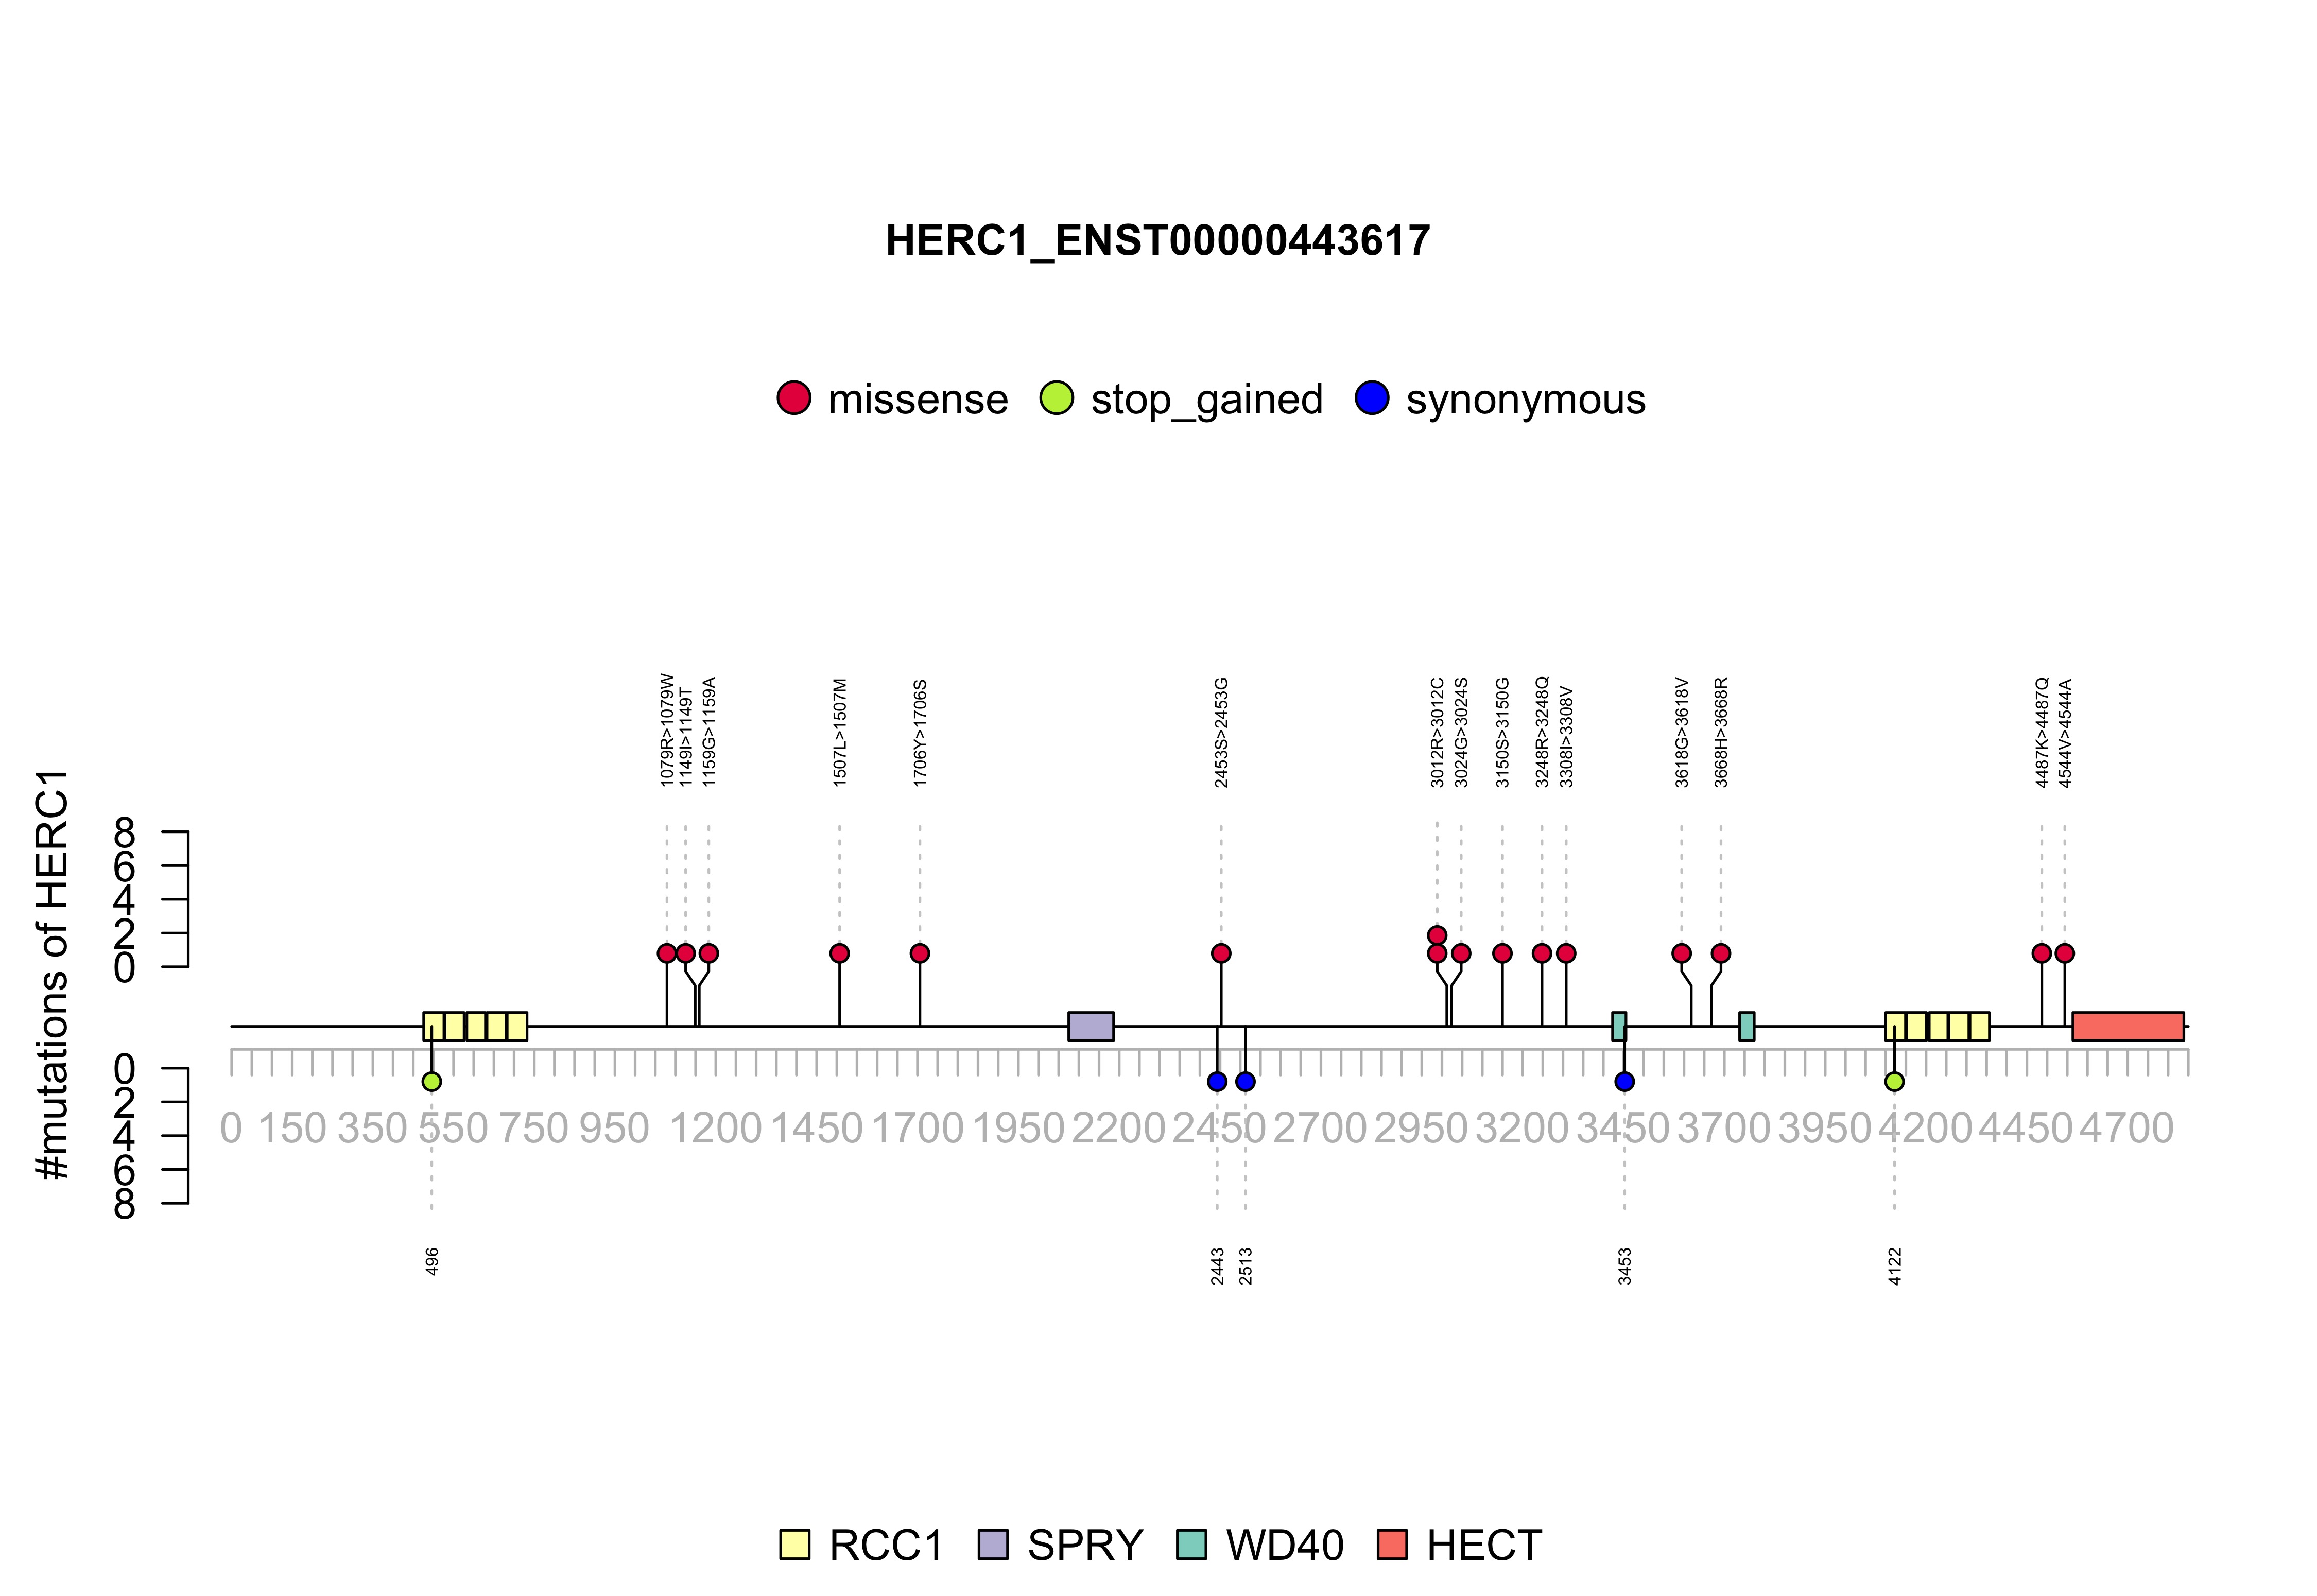 HERC1_ENST00000443617
missense stop_gained synonymous
1079R>1079W
1149I>1149T
1159G>1159A
1507L>1507M
1706Y>1706S
2453S>2453G
3012R>3012C
3024G>3024S
3150S>3150G
3248R>3248Q
3308I>3308V
3618G>3618V
3668H>3668R
4487K>4487Q
4544V>4544A
#mutations of HERC1
8
6
4
2
0
0
2
4
6
8
0 150 350 550 750 950 1200 1450 1700 1950 2200 2450 2700 2950 3200 3450 3700 3950 4200 4450 4700
496
2443
2513
3453
4122
RCC1 SPRY WD40 HECT